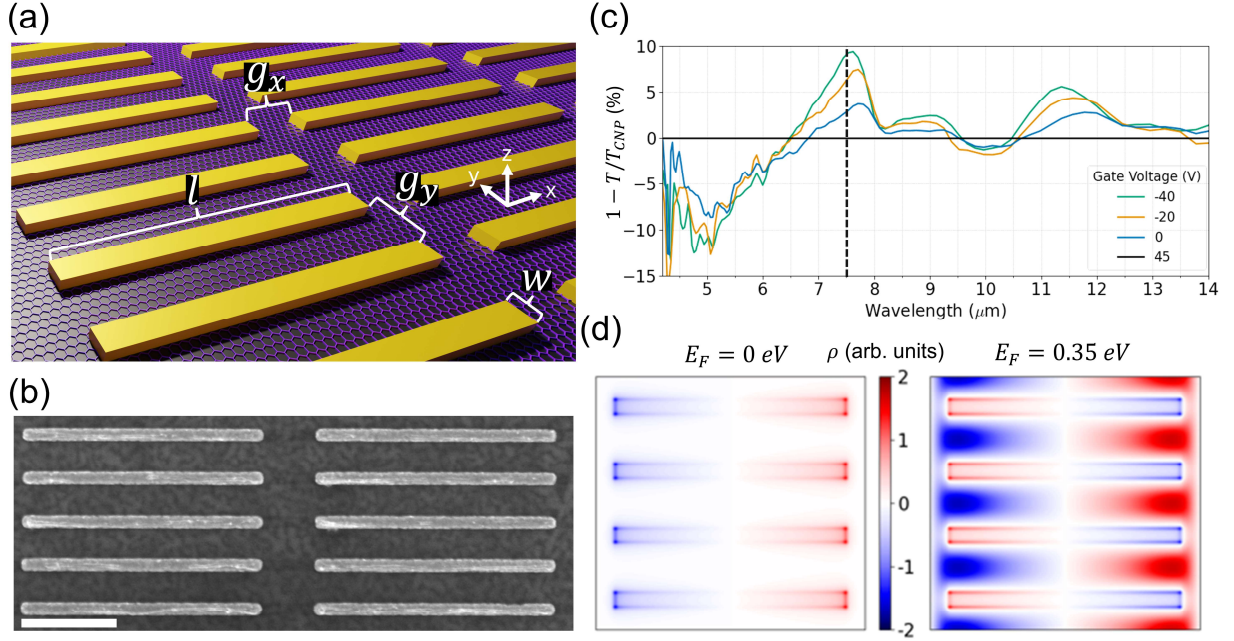 (a)
g_x
l
g_y
w
z
y
x
(b)
(c)
10
5
0
−5
−10
−15
1 − T/T_CNP (%)
5 6 7 8 9 10 11 12 13 14
Wavelength (μm)
Gate Voltage (V)
-40
-20
0
45
(d)
E_F = 0 eV
ρ (arb. units)
E_F = 0.35 eV
2
1
0
-1
-2